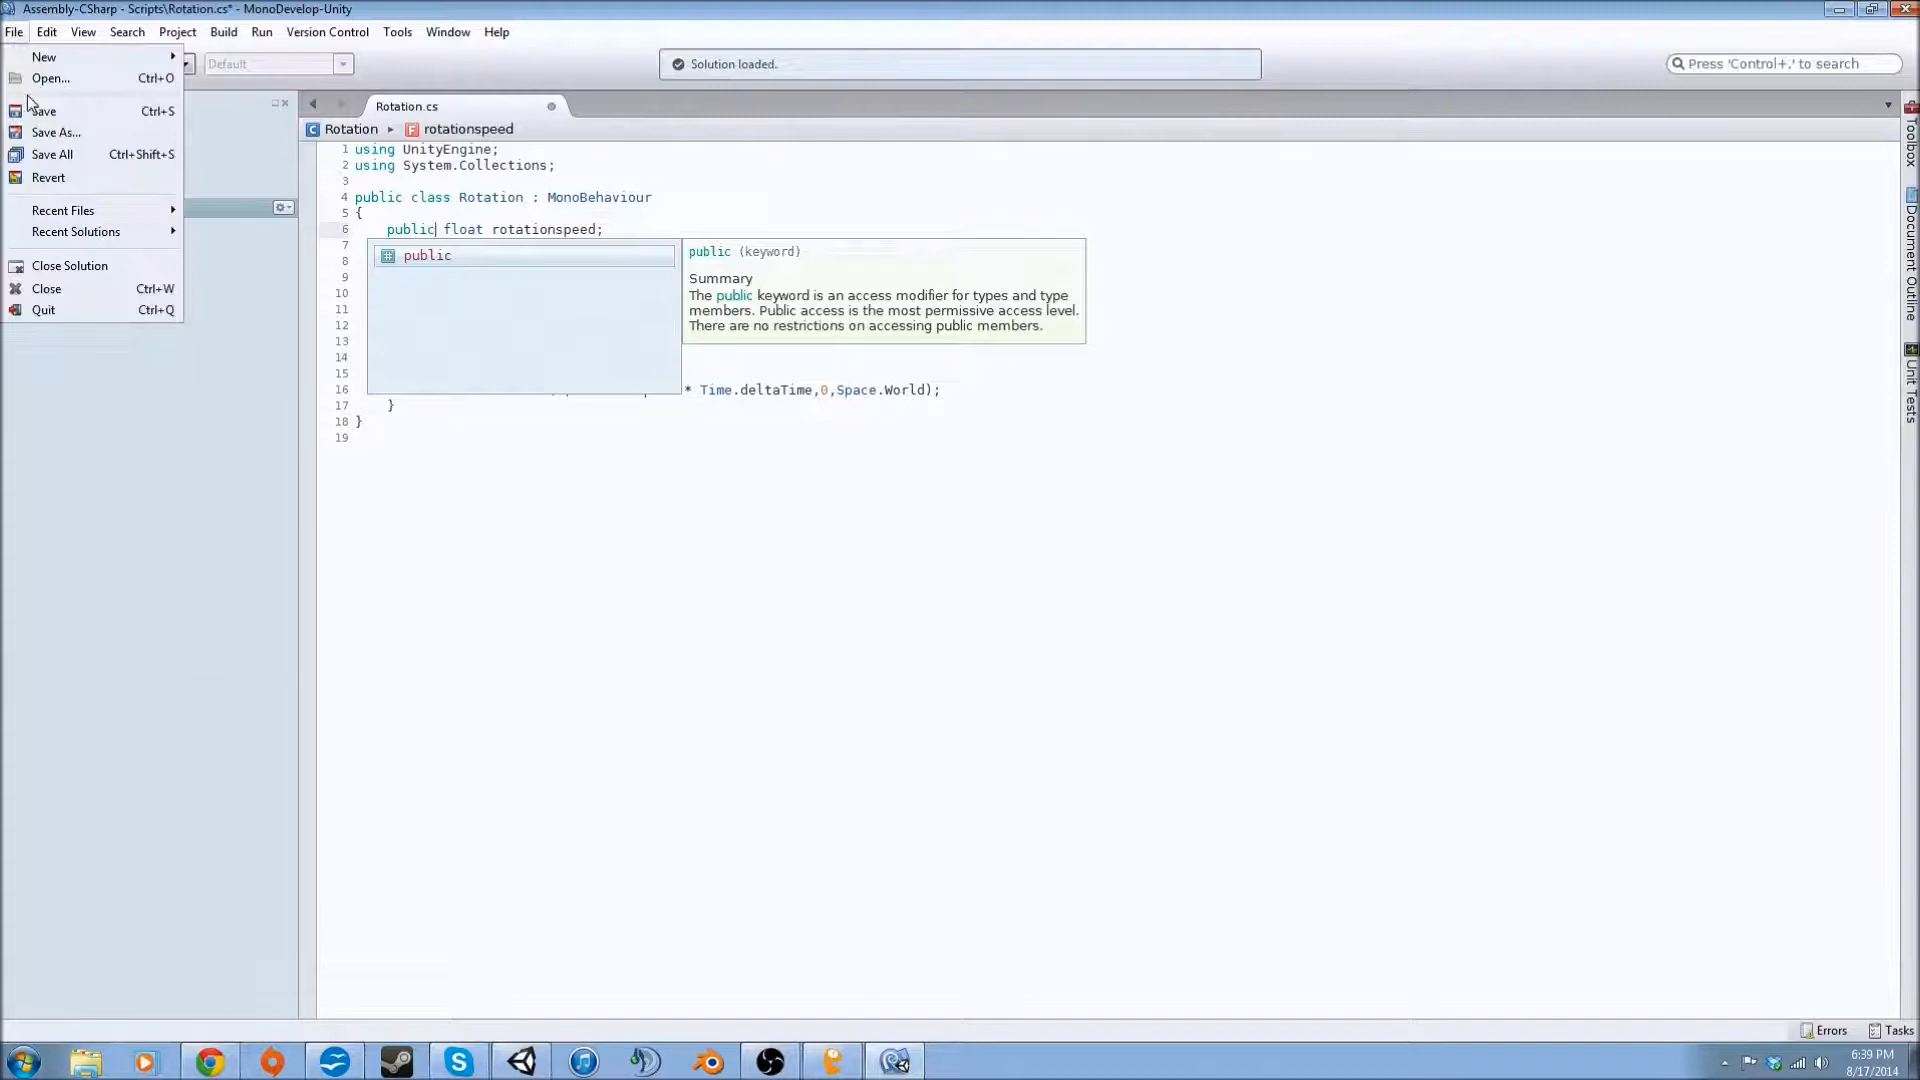 Assembly-CSharp - Scripts\Rotation.cs* - MonoDevelop-Unity
File Edit View Search Project Build Run Version Control Tools Window Help
New
Open... Ctrl+O
Save Ctrl+S
Save As...
Save All Ctrl+Shift+S
Revert
Recent Files
Recent Solutions
Close Solution
Close Ctrl+W
Quit Ctrl+Q
Default
Solution loaded.
Press 'Control+,' to search
Rotation.cs
Rotation rotationspeed
1 using UnityEngine;
2 using System.Collections;
3
4 public class Rotation : MonoBehaviour
5 {
6 public float rotationspeed;
7
8
9
10
11
12
13
14
15
16 * Time.deltaTime,0,Space.World);
17 }
18 }
19
public
public (keyword)
Summary
The public keyword is an access modifier for types and type
members. Public access is the most permissive access level.
There are no restrictions on accessing public members.
Toolbox
Document Outline
Unit Tests
Errors Tasks
6:39 PM
8/17/2014